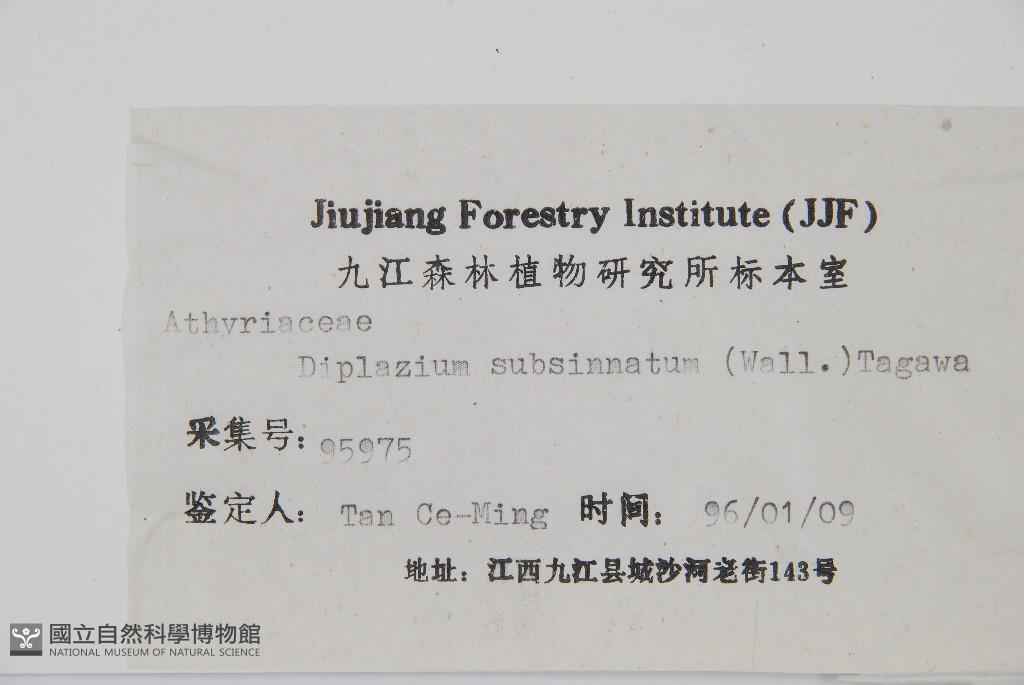 Jiujiang Forestry Institute (JJF)
九江森林植物研究所标本室
Athyriaceae
Diplazium subsinnatum (Wall.)Tagawa
采集号: 95975
鉴定人: Tan Ce-Ming 时间: 96/01/09
地址: 江西九江县城沙河老街143号
國立自然科學博物館
NATIONAL MUSEUM OF NATURAL SCIENCE